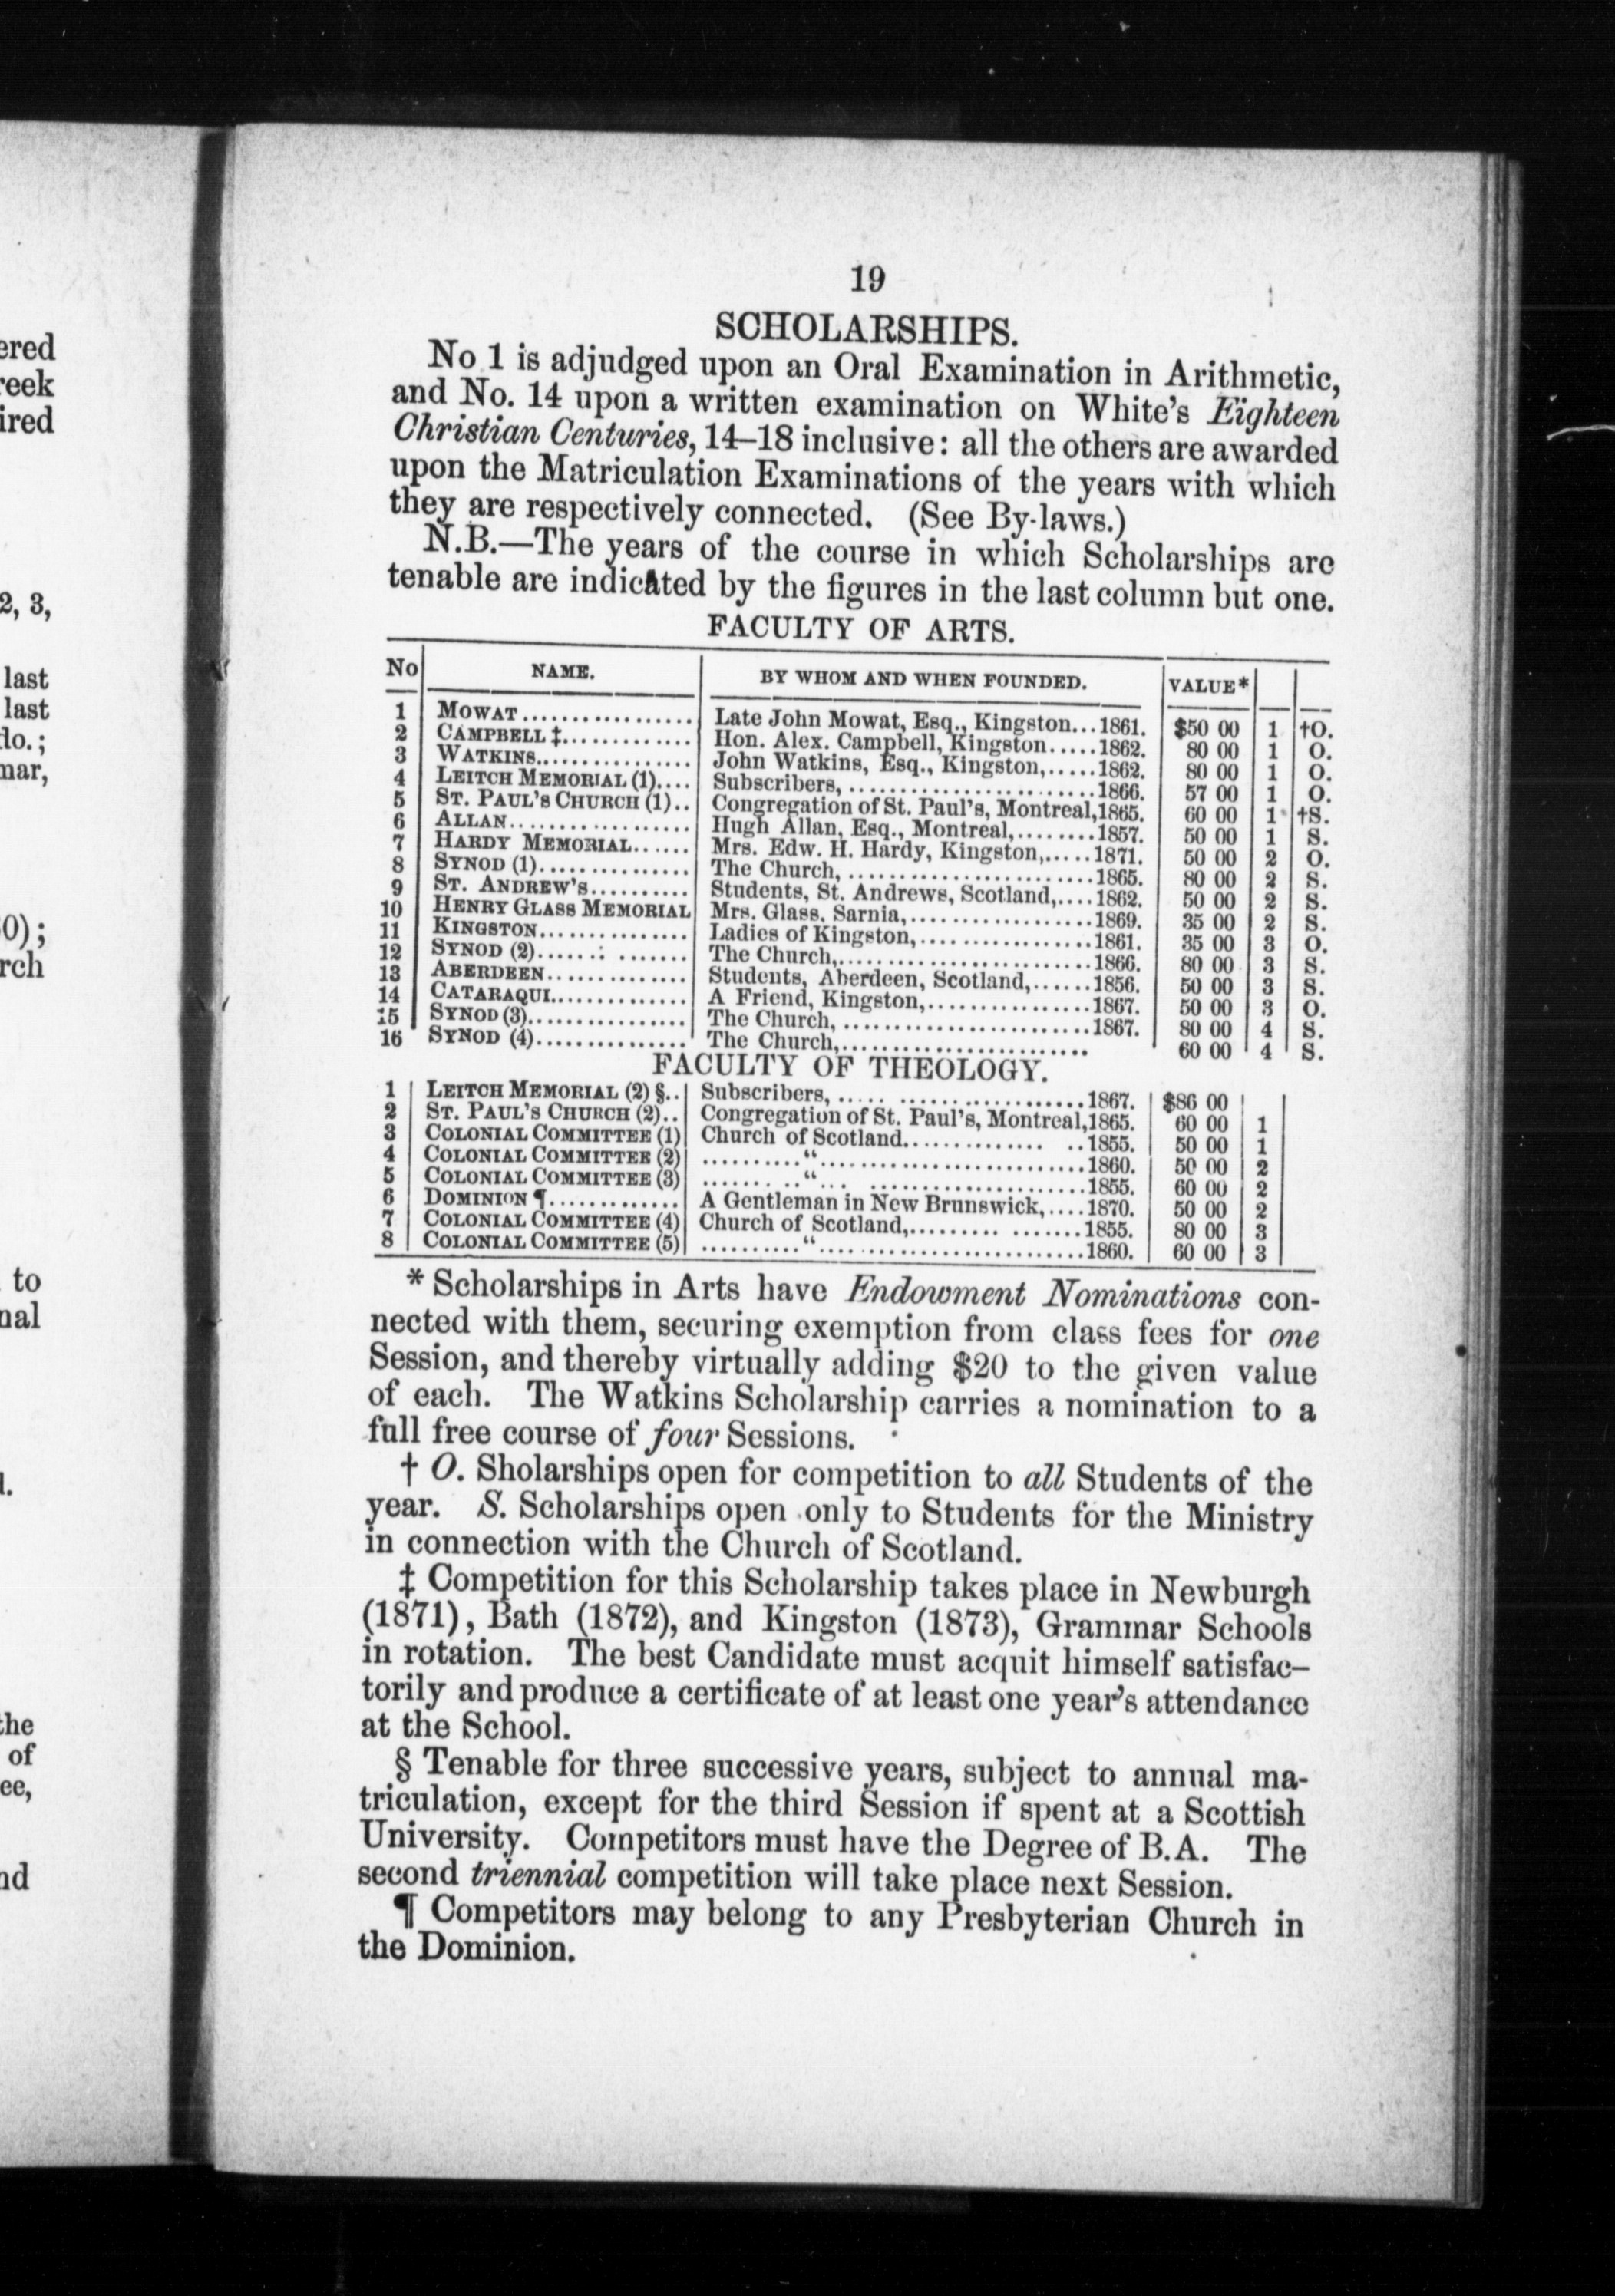 ered
reek
ired
2, 3,
last
last
do.;
mar,
0);
rch
to
nal
l.
the
of
ee,
nd
19
SCHOLARSHIPS.
No 1 is adjudged upon an Oral Examination in Arithmetic,
and No. 14 upon a written examination on White's Eighteen
Christian Centuries, 14–18 inclusive: all the others are awarded
upon the Matriculation Examinations of the years with which
they are respectively connected. (See By-laws.)
N.B.—The years of the course in which Scholarships are
tenable are indicated by the figures in the last column but one.
FACULTY OF ARTS.
No NAME. BY WHOM AND WHEN FOUNDED. VALUE*
1 MOWAT................. Late John Mowat, Esq., Kingston...1861. $50 00 1 †O.
2 CAMPBELL ‡............. Hon. Alex. Campbell, Kingston.....1862. 80 00 1 O.
3 WATKINS................ John Watkins, Esq., Kingston,.....1862. 80 00 1 O.
4 LEITCH MEMORIAL (1).... Subscribers, ........................1866. 57 00 1 O.
5 ST. PAUL'S CHURCH (1).. Congregation of St. Paul's, Montreal,1865. 60 00 1 †S.
6 ALLAN.................. Hugh Allan, Esq., Montreal,........1857. 50 00 1 S.
7 HARDY MEMORIAL...... Mrs. Edw. H. Hardy, Kingston,.....1871. 50 00 2 O.
8 SYNOD (1)............... The Church, ........................1865. 80 00 2 S.
9 ST. ANDREW'S.......... Students, St. Andrews, Scotland,....1862. 50 00 2 S.
10 HENRY GLASS MEMORIAL Mrs. Glass, Sarnia,..................1869. 35 00 2 S.
11 KINGSTON............... Ladies of Kingston,.................1861. 35 00 3 O.
12 SYNOD (2)......: ....... The Church,.........................1866. 80 00 3 S.
13 ABERDEEN.............. Students, Aberdeen, Scotland,......1856. 50 00 3 S.
14 CATARAQUI.............. A Friend, Kingston,................1867. 50 00 3 O.
15 SYNOD (3)................ The Church, ........................1867. 80 00 4 S.
16 SYNOD (4)............... The Church,........................ 60 00 4 S.
FACULTY OF THEOLOGY.
1 LEITCH MEMORIAL (2) §.. Subscribers, ..... ...................1867. $86 00
2 ST. PAUL'S CHURCH (2).. Congregation of St. Paul's, Montreal,1865. 60 00 1
3 COLONIAL COMMITTEE (1) Church of Scotland.............. ..1855. 50 00 1
4 COLONIAL COMMITTEE (2) .........."..........................1860. 50 00 2
5 COLONIAL COMMITTEE (3) ....... .."... ......................1855. 60 00 2
6 DOMINION ¶............. A Gentleman in New Brunswick,....1870. 50 00 2
7 COLONIAL COMMITTEE (4) Church of Scotland,......... .......1855. 80 00 3
8 COLONIAL COMMITTEE (5) .........."..........................1860. 60 00 3
* Scholarships in Arts have Endowment Nominations con-
nected with them, securing exemption from class fees for one
Session, and thereby virtually adding $20 to the given value
of each. The Watkins Scholarship carries a nomination to a
full free course of four Sessions.
† O. Sholarships open for competition to all Students of the
year. S. Scholarships open only to Students for the Ministry
in connection with the Church of Scotland.
‡ Competition for this Scholarship takes place in Newburgh
(1871), Bath (1872), and Kingston (1873), Grammar Schools
in rotation. The best Candidate must acquit himself satisfac-
torily and produce a certificate of at least one year's attendance
at the School.
§ Tenable for three successive years, subject to annual ma-
triculation, except for the third Session if spent at a Scottish
University. Competitors must have the Degree of B.A. The
second triennial competition will take place next Session.
¶ Competitors may belong to any Presbyterian Church in
the Dominion.